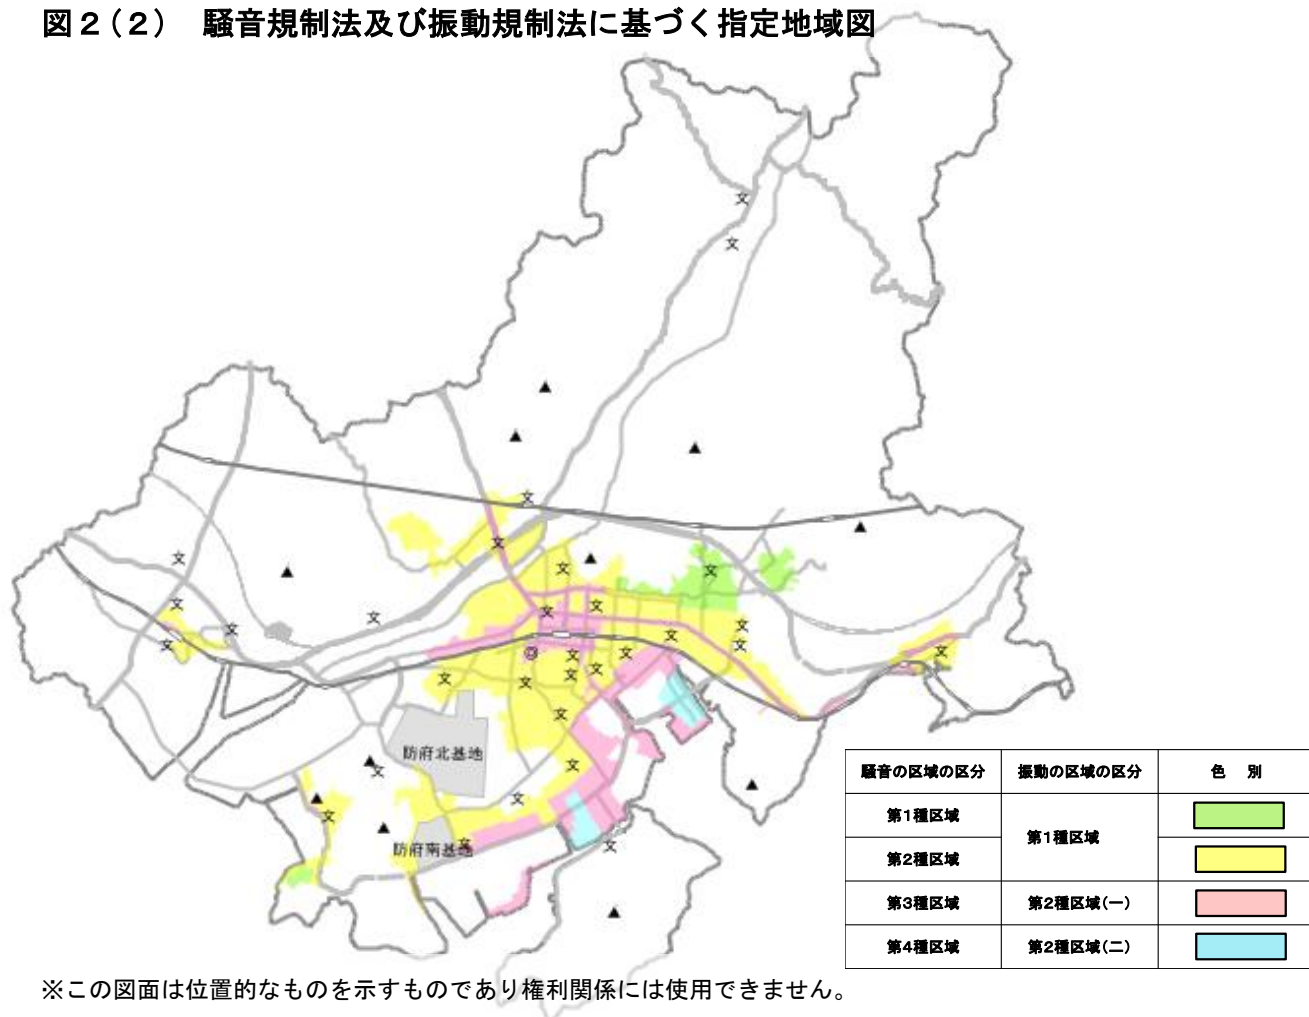 図２(２) 騒音規制法及び振動規制法に基づく指定地域図
防府北基地
防府南基地
騒音の区域の区分 振動の区域の区分 色 別
第1種区域 第1種区域
第2種区域
第3種区域 第2種区域(一)
第4種区域 第2種区域(二)
※この図面は位置的なものを示すものであり権利関係には使用できません。